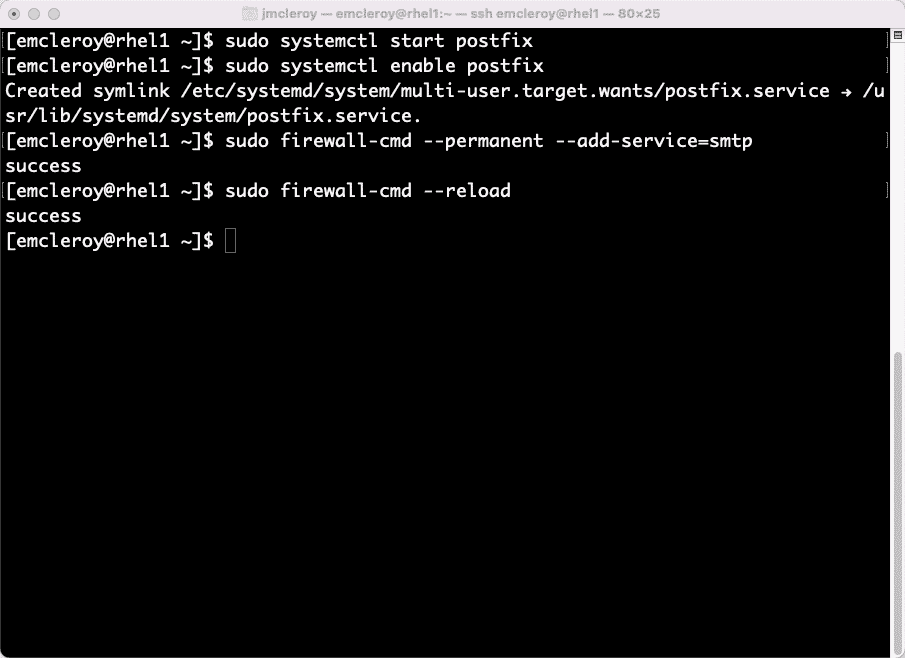 jmcleroy — emcleroy@rhel1:~ — ssh emcleroy@rhel1 — 80×25
[emcleroy@rhel1 ~]$ sudo systemctl start postfix
[emcleroy@rhel1 ~]$ sudo systemctl enable postfix
Created symlink /etc/systemd/system/multi-user.target.wants/postfix.service → /u
sr/lib/systemd/system/postfix.service.
[emcleroy@rhel1 ~]$ sudo firewall-cmd --permanent --add-service=smtp
success
[emcleroy@rhel1 ~]$ sudo firewall-cmd --reload
success
[emcleroy@rhel1 ~]$